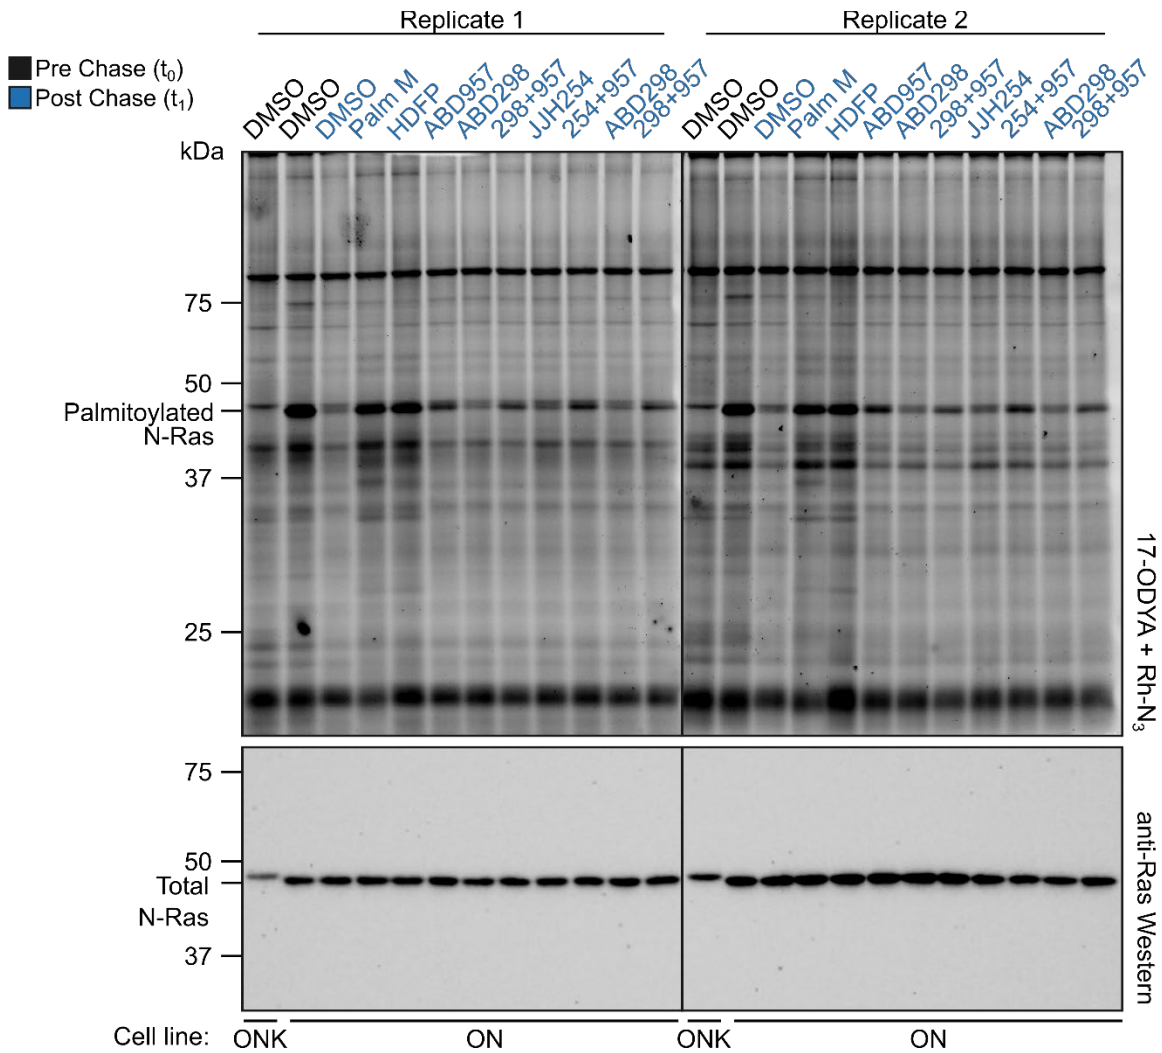 Replicate 1
Replicate 2
Pre Chase (t0)
Post Chase (t1)
DMSO
DMSO
DMSO
Palm M
HDFP
ABD957
ABD298
298+957
JJH254
254+957
ABD298
298+957
DMSO
DMSO
DMSO
Palm M
HDFP
ABD957
ABD298
298+957
JJH254
254+957
ABD298
298+957
kDa
75
50
Palmitoylated
N-Ras
37
25
17-ODYA + Rh-N3
75
50
Total
N-Ras
37
anti-Ras Western
Cell line:
ONK
ON
ONK
ON